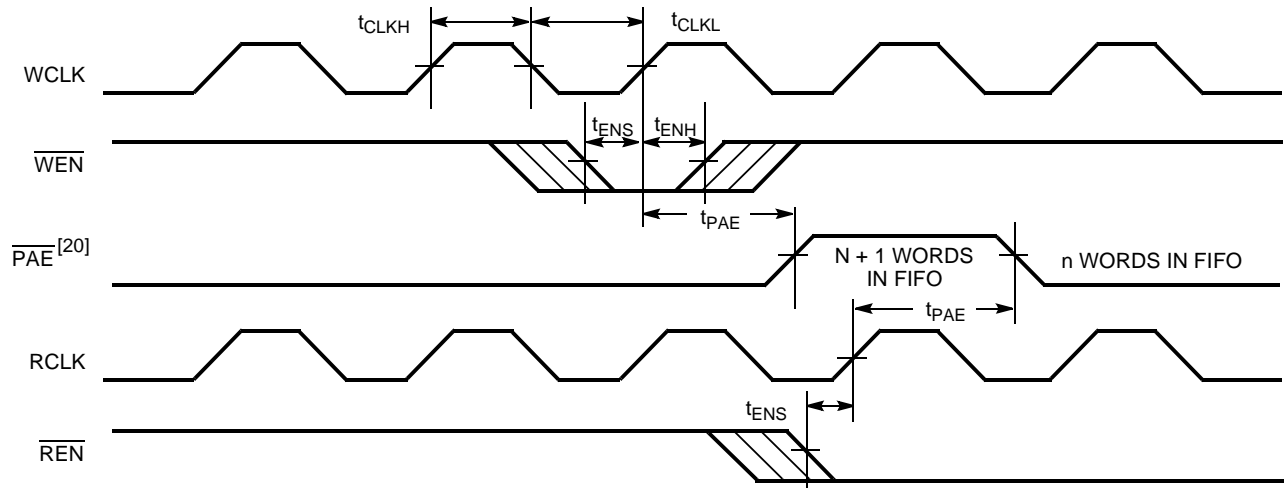 tCLKH
tCLKL
WCLK
tENS
tENH
WEN
tPAE
PAE[20]
N + 1 WORDS
IN FIFO
n WORDS IN FIFO
tPAE
RCLK
tENS
REN